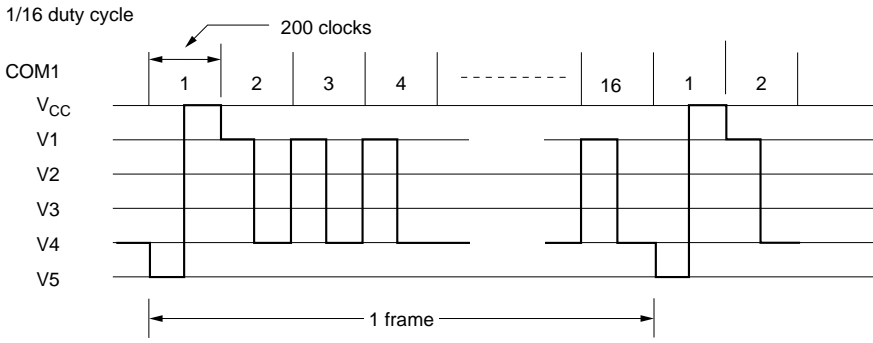 1/16 duty cycle
200 clocks
COM1
1 2 3 4 16 1 2
VCC
V1
V2
V3
V4
V5
1 frame